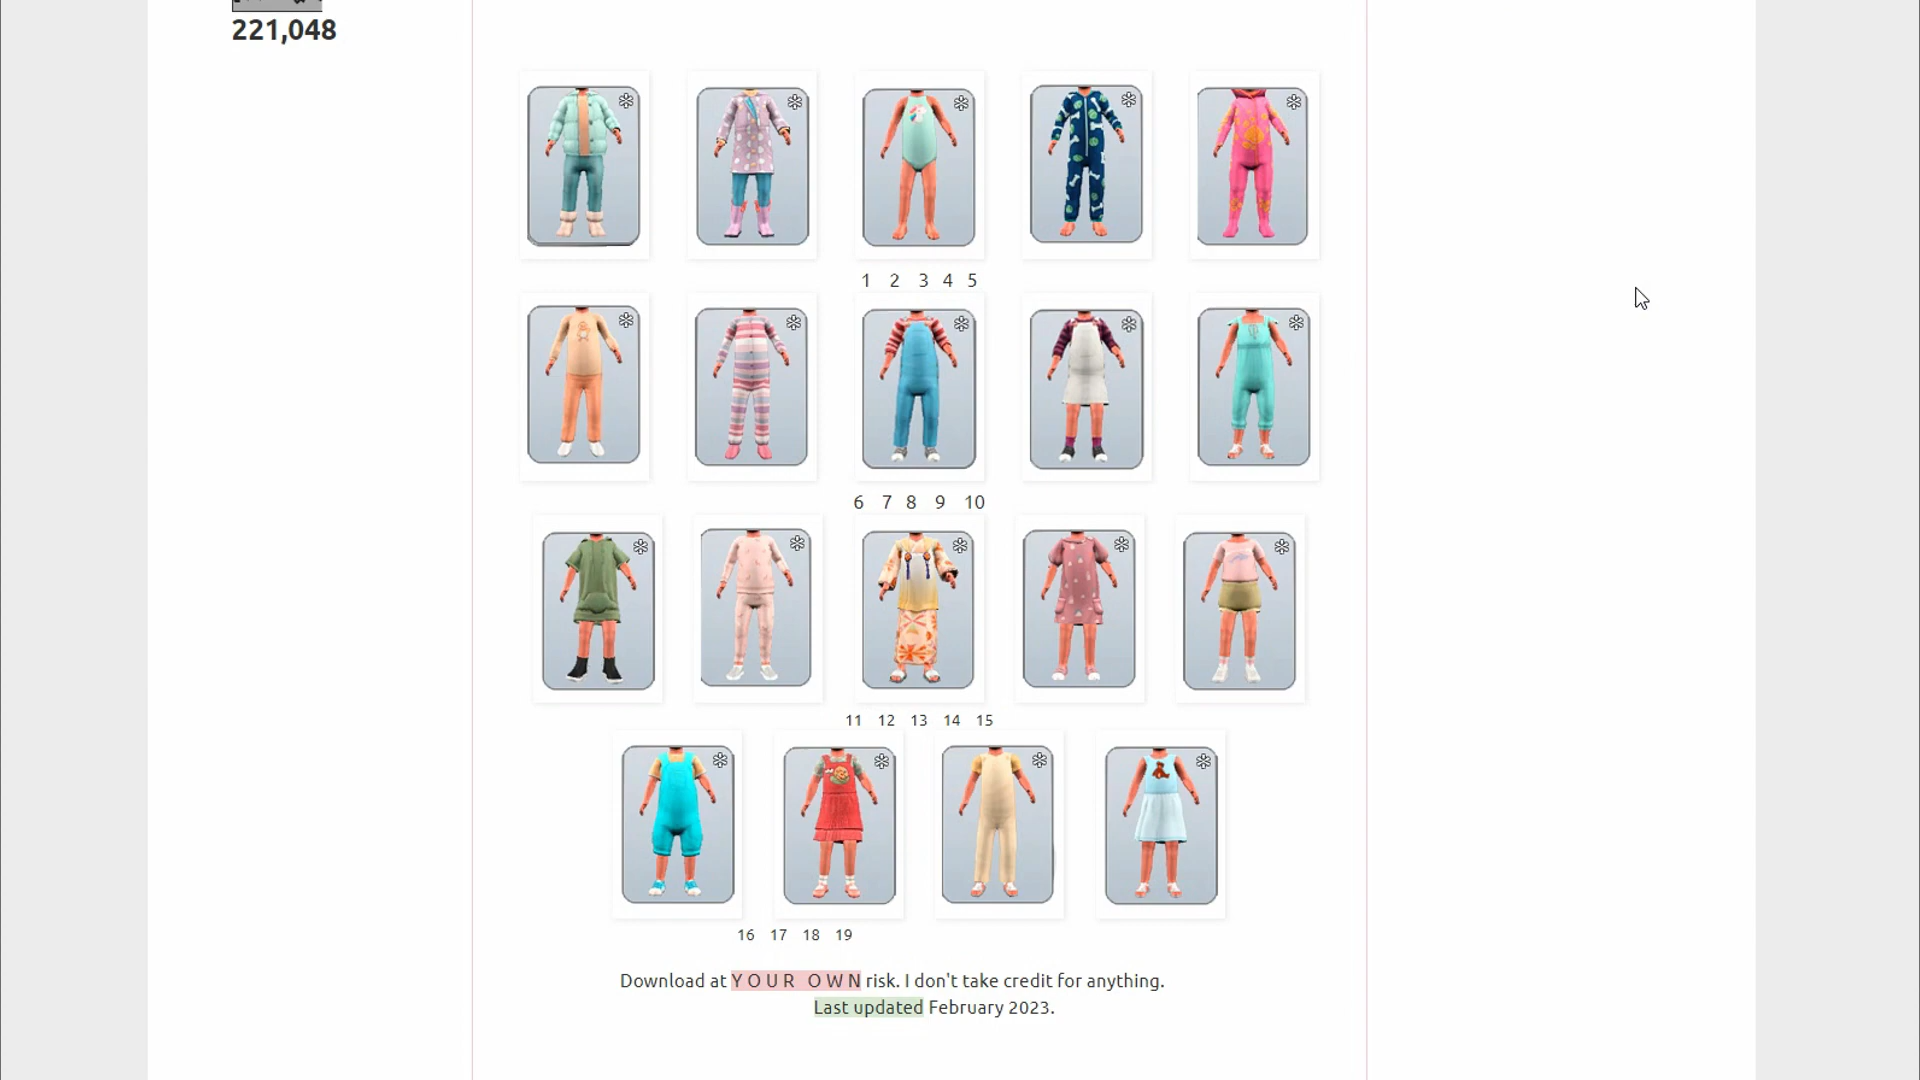 221,048
1 2 3 4 5
6 7 8 9 10
11 12 13 14 15
16 17 18 19
Download at YOUR OWN risk. I don't take credit for anything.
Last updated February 2023.